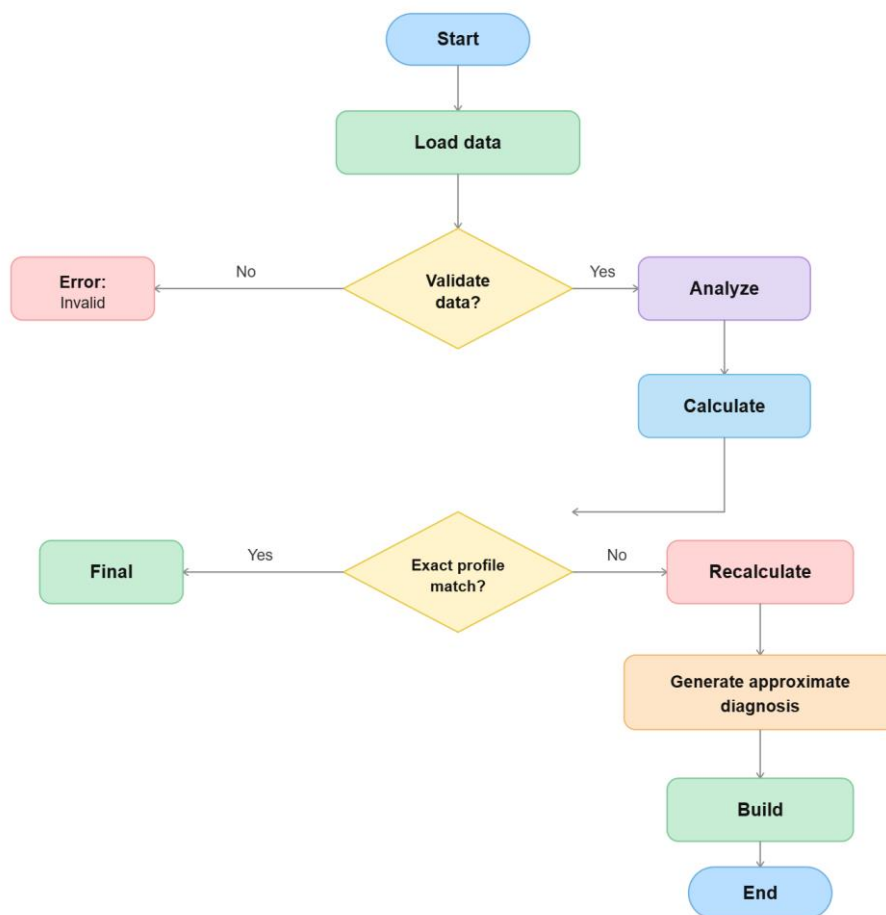 Start
Load data
No
Yes
Error:
Invalid
Validate
data?
Analyze
Calculate
Yes
No
Final
Exact profile
match?
Recalculate
Generate approximate
diagnosis
Build
End